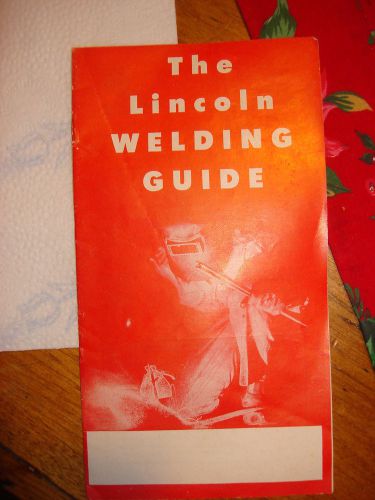 The
Lincoln
WELDING
GUIDE